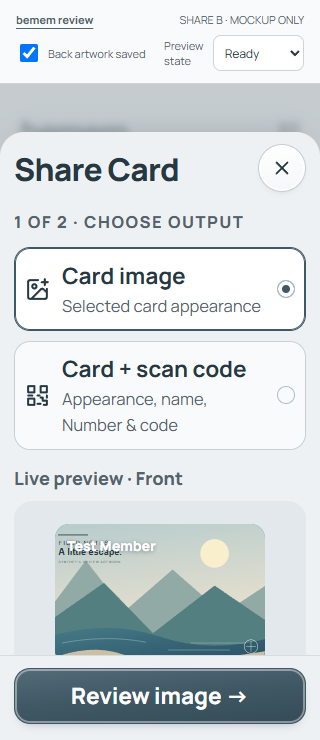 bemem review
SHARE B · MOCKUP ONLY
Back artwork saved
Preview state
Ready
Share Card
1 OF 2 · CHOOSE OUTPUT
Card image
Selected card appearance
Card + scan code
Appearance, name,
Number & code
Live preview · Front
Test Member
A little escape.
Review image →